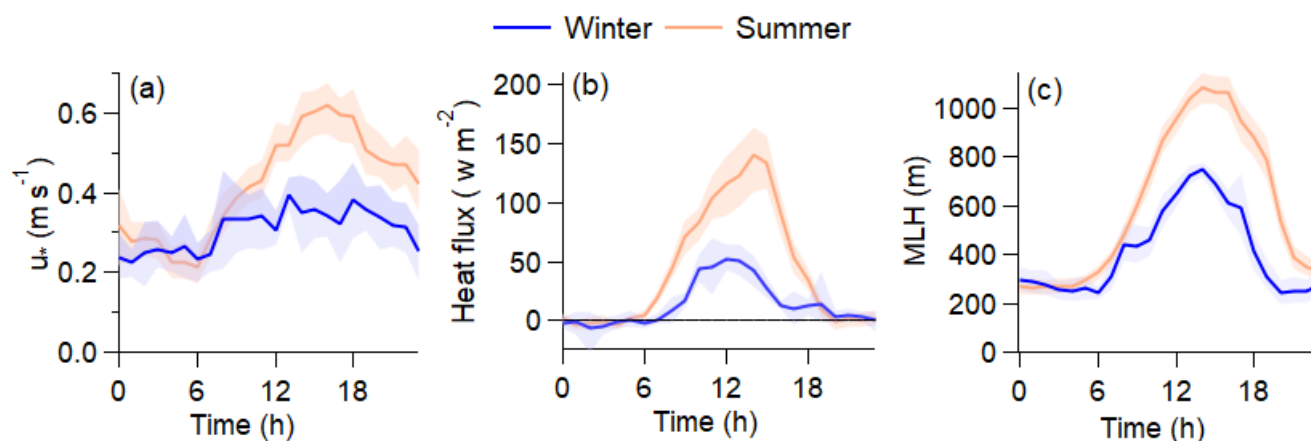 Winter Summer
(a)
u* (m s-1)
0.6
0.4
0.2
0.0
0 6 12 18
Time (h)
(b)
Heat flux ( w m-2)
200
150
100
50
0
0 6 12 18
Time (h)
(c)
MLH (m)
1000
800
600
400
200
0
0 6 12 18
Time (h)